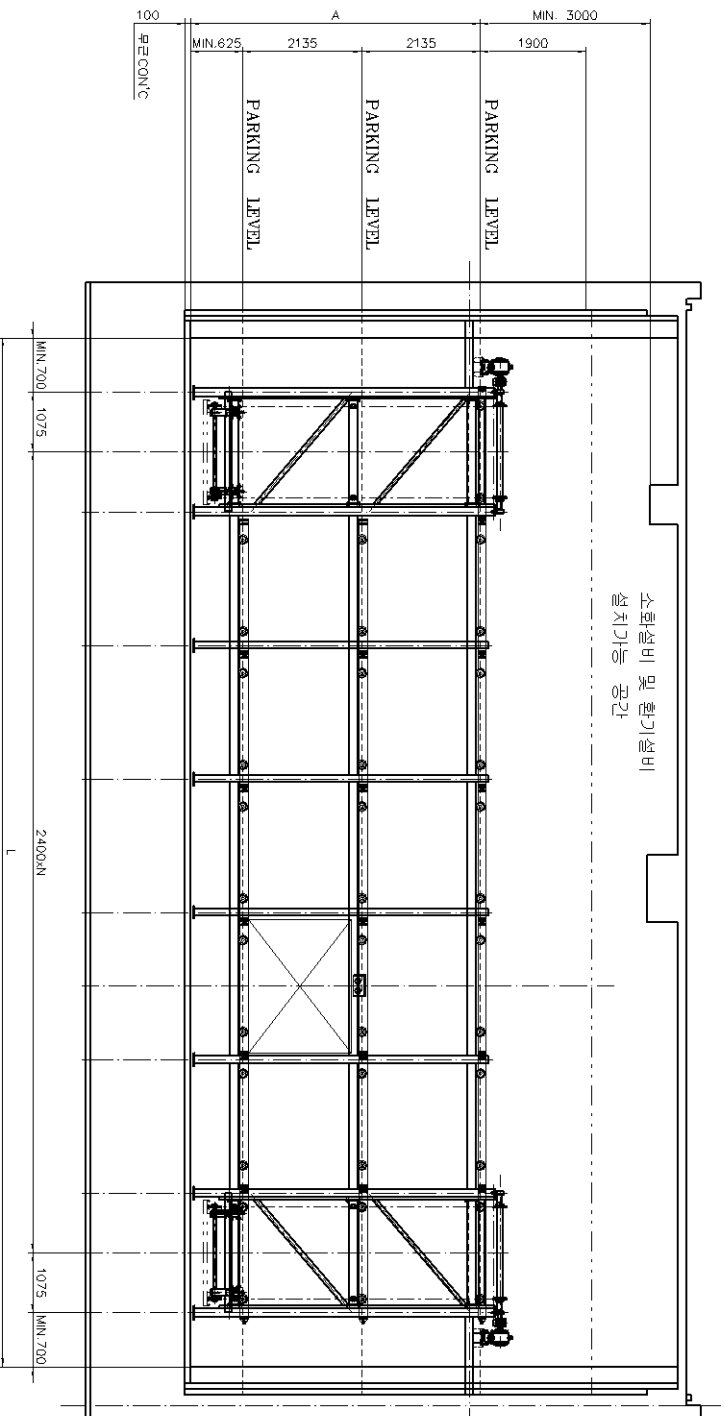 100
A
MIN. 3000
MIN.625
2135
2135
1900
무근CON'C
PARKING LEVEL
PARKING LEVEL
PARKING LEVEL
소화설비 및 환기설비
설치가능 공간
MIN.700
1075
2400xN
1075
MIN.700
L